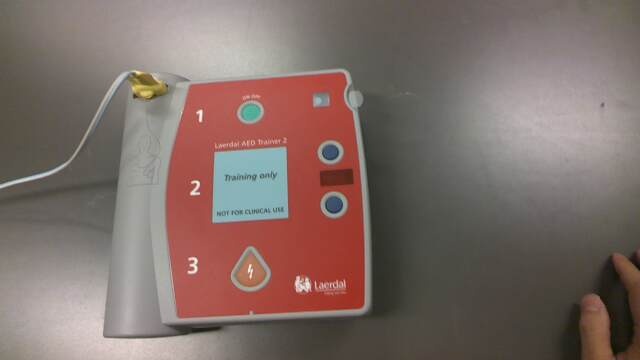 1
ON/OFF
Laerdal AED Trainer 2
2
Training only
NOT FOR CLINICAL USE
3
Laerdal